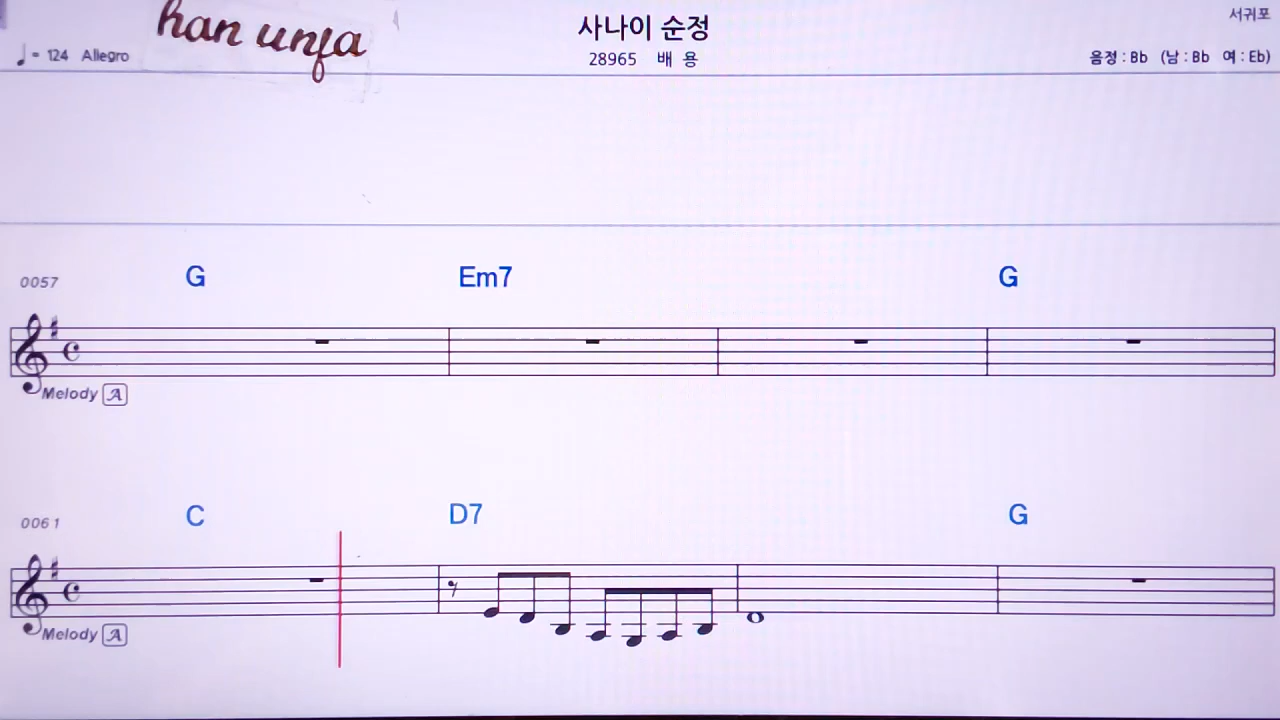 han unfa
사나이 순정
서귀포
♩= 124 Allegro
28965 배 용
음정 : Bb (남 : Bb 여 : Eb)
0057 G Em7 G
Melody A
0061 C D7 G
Melody A